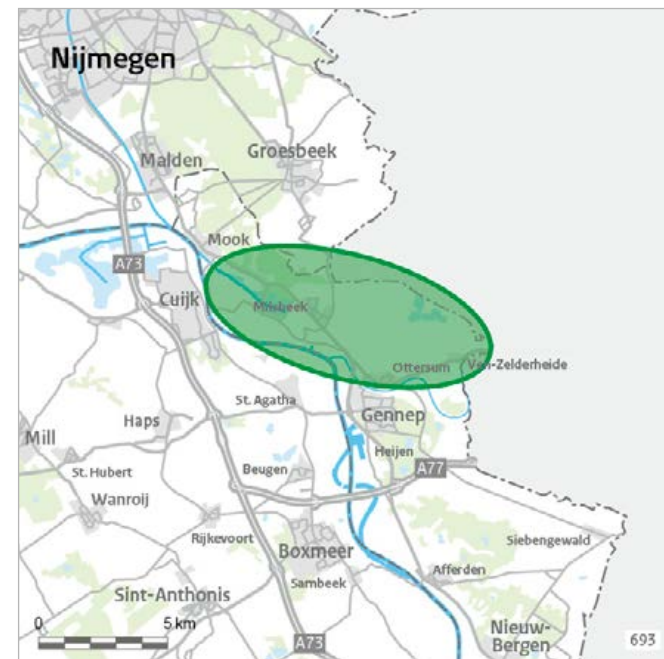 Nijmegen
Malden
Groesbeek
Mook
A73
Cuijk
Milsbeek
Ottersum
Ven-Zelderheide
St. Agatha
Gennep
Haps
Heijen
Mill
Beugen
A77
St. Hubert
Wanroij
Rijkevoort
Siebengewald
Boxmeer
Afferden
Sambeek
Sint-Anthonis
0 5 km
A73
Nieuw-
Bergen
693